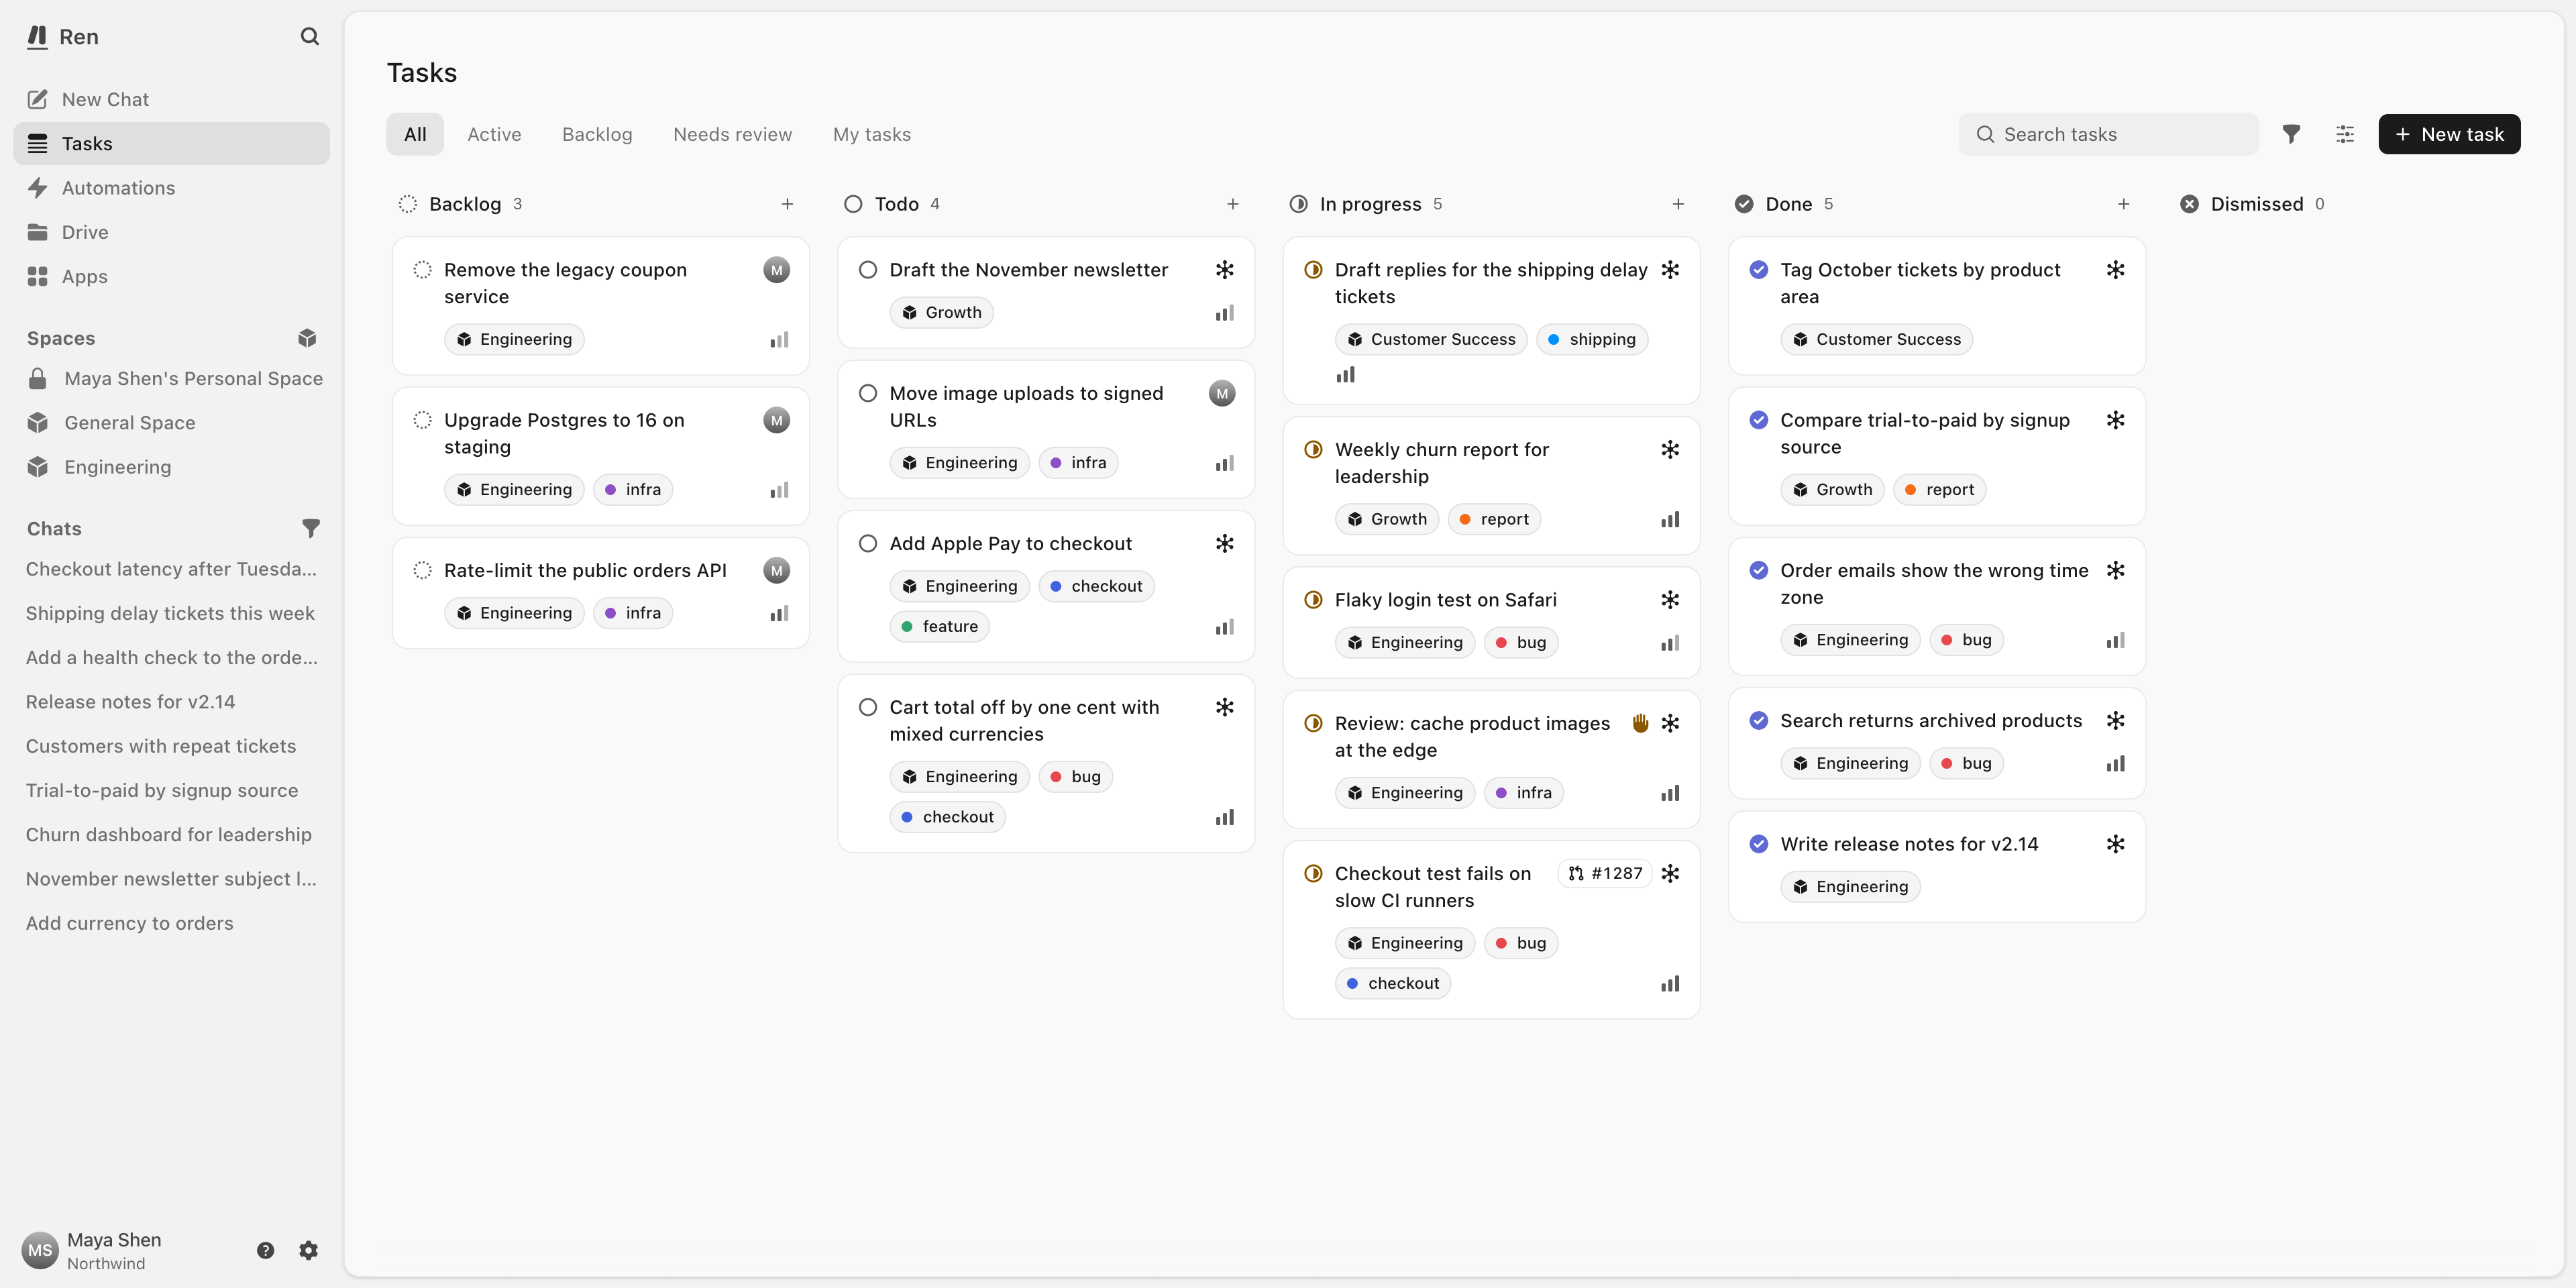 Ren
New Chat
Tasks
Automations
Drive
Apps
Spaces
Maya Shen's Personal Space
General Space
Engineering
Chats
Checkout latency after Tuesda...
Shipping delay tickets this week
Add a health check to the orde...
Release notes for v2.14
Customers with repeat tickets
Trial-to-paid by signup source
Churn dashboard for leadership
November newsletter subject l...
Add currency to orders
MS
Maya Shen
Northwind
?
Tasks
All
Active
Backlog
Needs review
My tasks
Search tasks
New task
Backlog 3
Remove the legacy coupon
service
M
Engineering
Upgrade Postgres to 16 on
staging
M
Engineering
infra
Rate-limit the public orders API
M
Engineering
infra
Todo 4
Draft the November newsletter
Growth
Move image uploads to signed
URLs
M
Engineering
infra
Add Apple Pay to checkout
Engineering
checkout
feature
Cart total off by one cent with
mixed currencies
Engineering
bug
checkout
In progress 5
Draft replies for the shipping delay
tickets
Customer Success
shipping
Weekly churn report for
leadership
Growth
report
Flaky login test on Safari
Engineering
bug
Review: cache product images
at the edge
Engineering
infra
Checkout test fails on
slow CI runners
#1287
Engineering
bug
checkout
Done 5
Tag October tickets by product
area
Customer Success
Compare trial-to-paid by signup
source
Growth
report
Order emails show the wrong time
zone
Engineering
bug
Search returns archived products
Engineering
bug
Write release notes for v2.14
Engineering
Dismissed 0